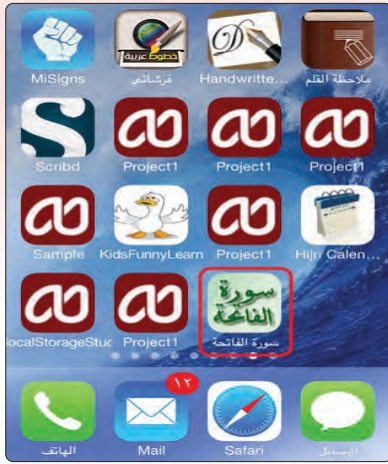 خطوط عربية
MiSigns
فرشاتي
Handwritte...
ملاحظة القلم
S
Scribd
Project1
Project1
Project1
Sample
KidsFunnyLearn
Project1
Hijri Calen...
سورة
الفاتحة
ocalStorageStuc
Project1
سورة الفاتحة
١٢
الهاتف
Mail
Safari
الرسائل